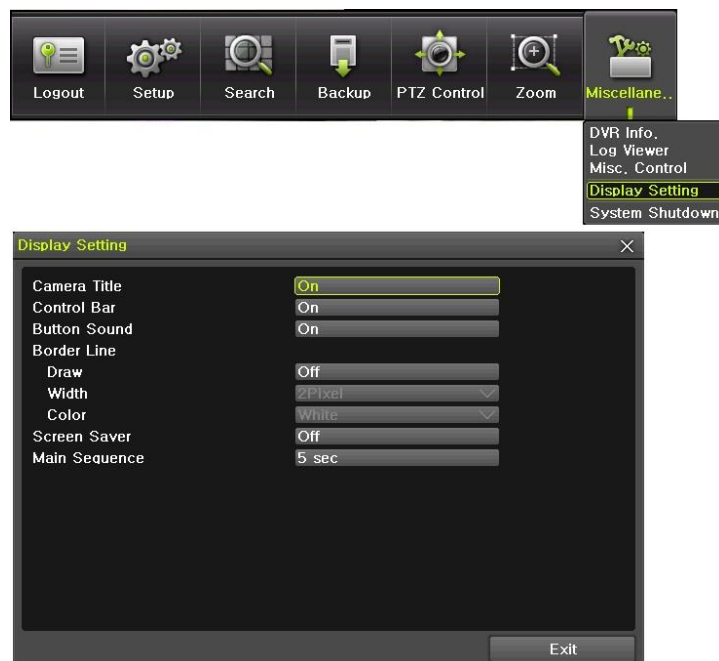 Logout Setup Search Backup PTZ Control Zoom Miscellane..
DVR Info.
Log Viewer
Misc. Control
Display Setting
System Shutdown
Display Setting
Camera Title On
Control Bar On
Button Sound On
Border Line
Draw Off
Width 2Pixel
Color White
Screen Saver Off
Main Sequence 5 sec
Exit